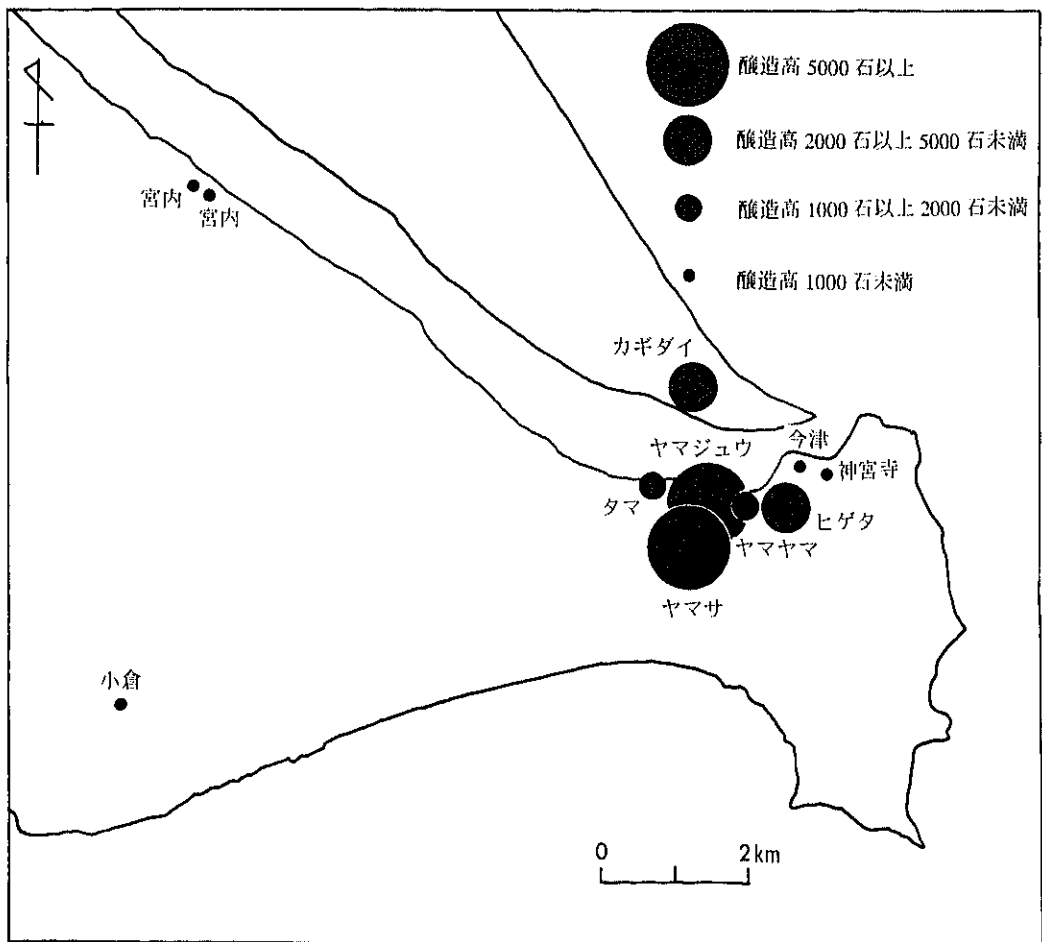 醸造高 5000 石以上
醸造高 2000 石以上 5000 石未満
醸造高 1000 石以上 2000 石未満
醸造高 1000 石未満
宮内
宮内
カギダイ
ヤマジュウ
今津
神宮寺
タマ
ヒゲタ
ヤマヤマ
ヤマサ
小倉
0 2km